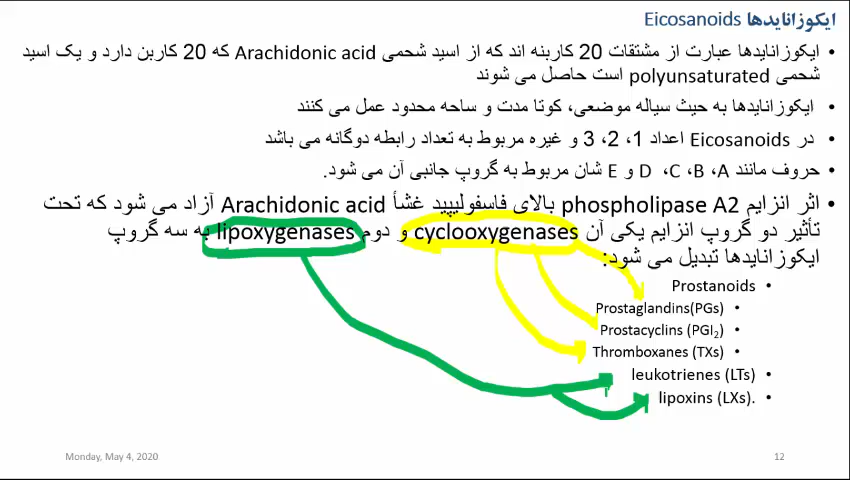 ایکوزانایدها Eicosanoids
• ایکوزانایدها عبارت از مشتقات 20 کاربنه اند که از اسید شحمی Arachidonic acid که 20 کاربن دارد و یک اسید
شحمی polyunsaturated است حاصل می شوند
• ایکوزانایدها به حیث سیاله موضعی، کوتا مدت و ساحه محدود عمل می کنند
• در Eicosanoids اعداد 1، 2، 3 و غیره مربوط به تعداد رابطه دوگانه می باشد
• حروف مانند A، B، C، D و E شان مربوط به گروپ جانبی آن می شود.
• اثر انزایم phospholipase A2 بالای فاسفولیپید غشأ Arachidonic acid آزاد می شود که تحت
تأثیر دو گروپ انزایم یکی آن cyclooxygenases و دوم lipoxygenases به سه گروپ
ایکوزانایدها تبدیل می شود:
• Prostanoids
• Prostaglandins(PGs)
• Prostacyclins (PGI₂)
• Thromboxanes (TXs)
• leukotrienes (LTs)
• lipoxins (LXs).
Monday, May 4, 2020
12